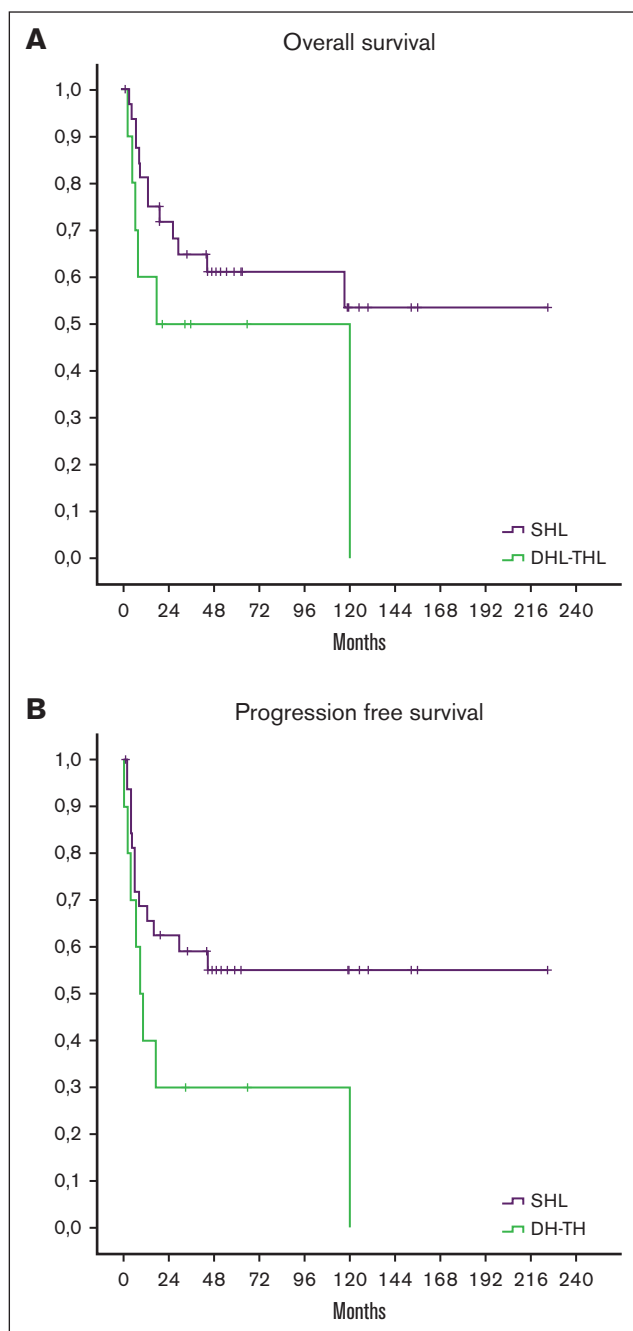 A
Overall survival
1,0
0,9
0,8
0,7
0,6
0,5
0,4
0,3
0,2
0,1
0,0
SHL
DHL-THL
0 24 48 72 96 120 144 168 192 216 240
Months
B
Progression free survival
1,0
0,9
0,8
0,7
0,6
0,5
0,4
0,3
0,2
0,1
0,0
SHL
DH-TH
0 24 48 72 96 120 144 168 192 216 240
Months